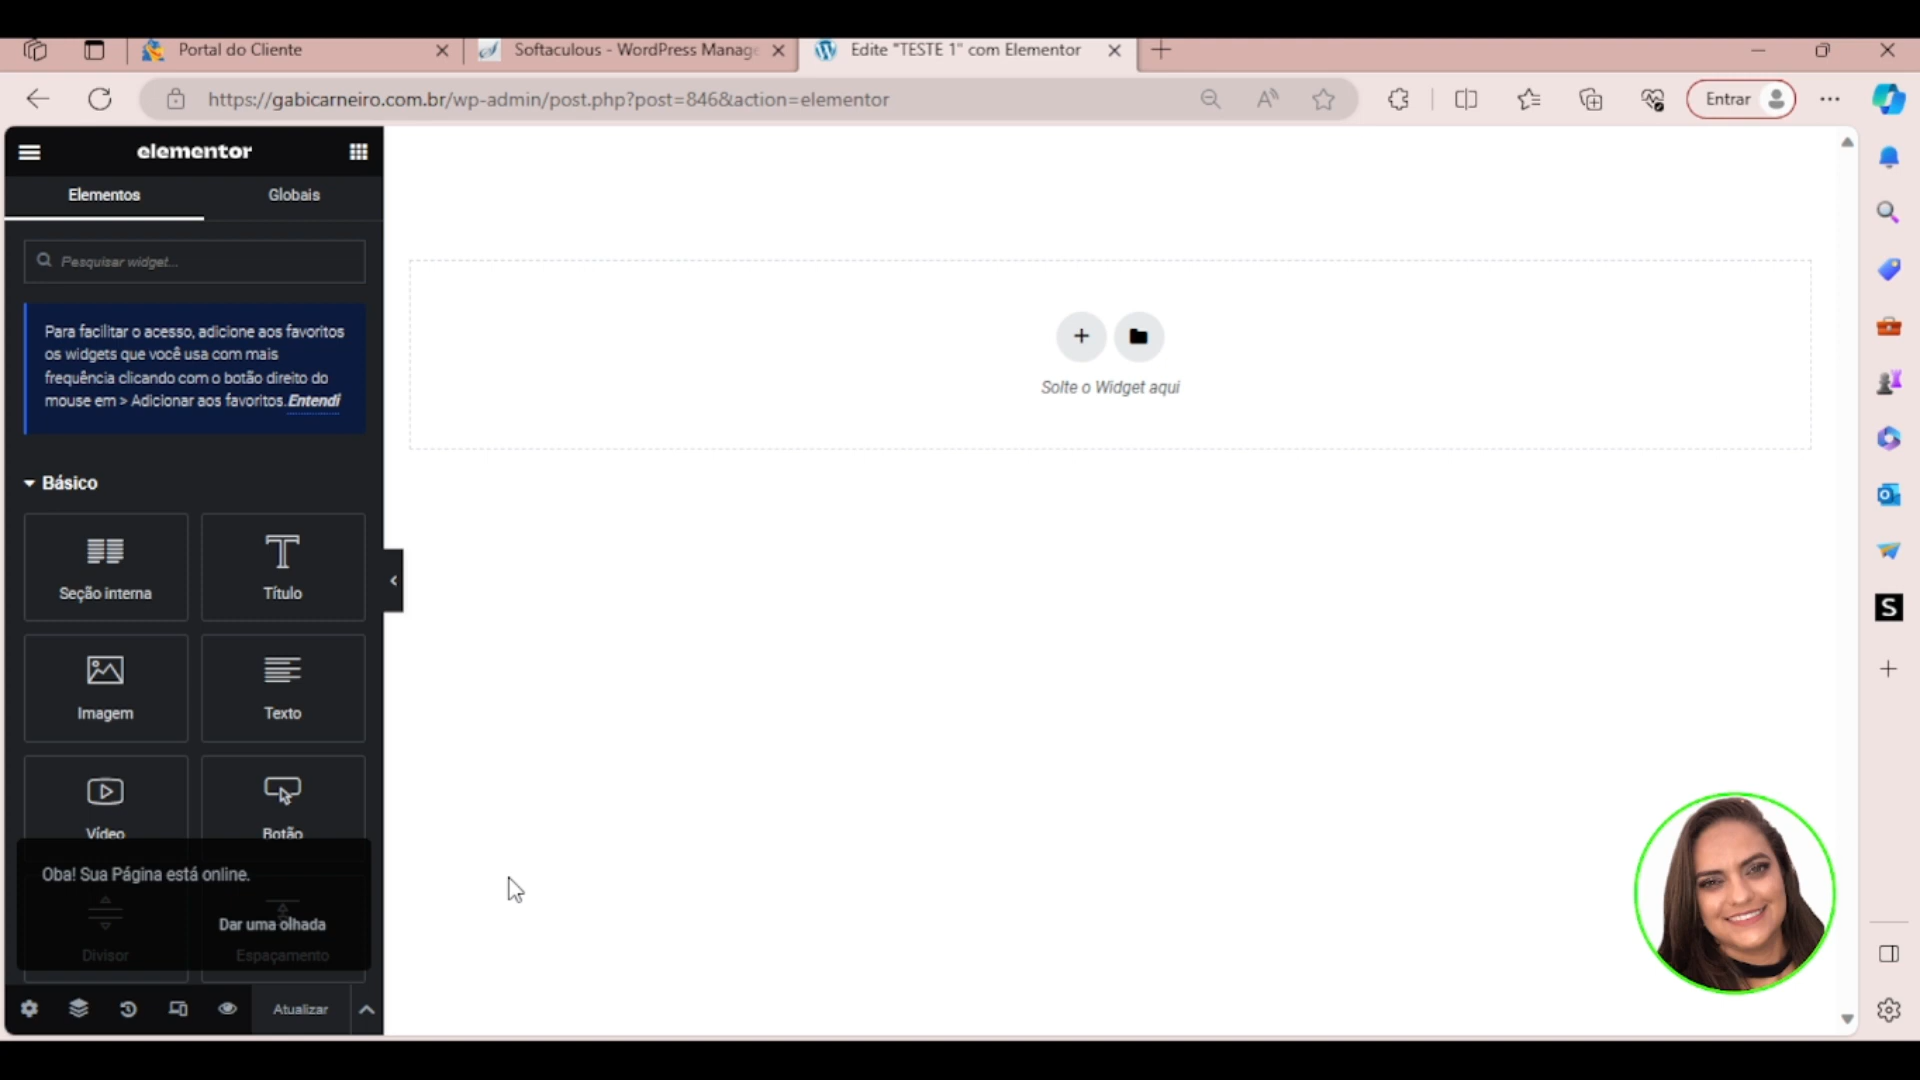 Portal do Cliente
Softaculous - WordPress Manage
Edite "TESTE 1" com Elementor
https://gabicarneiro.com.br/wp-admin/post.php?post=846&action=elementor
Entrar
elementor
Elementos
Globais
Pesquisar widget...
Para facilitar o acesso, adicione aos favoritos
os widgets que você usa com mais
frequência clicando com o botão direito do
mouse em > Adicionar aos favoritos. Entendi
Básico
Seção interna
Título
Imagem
Texto
Vídeo
Botão
Oba! Sua Página está online.
Dar uma olhada
Divisor
Espaçamento
Atualizar
Solte o Widget aqui
S